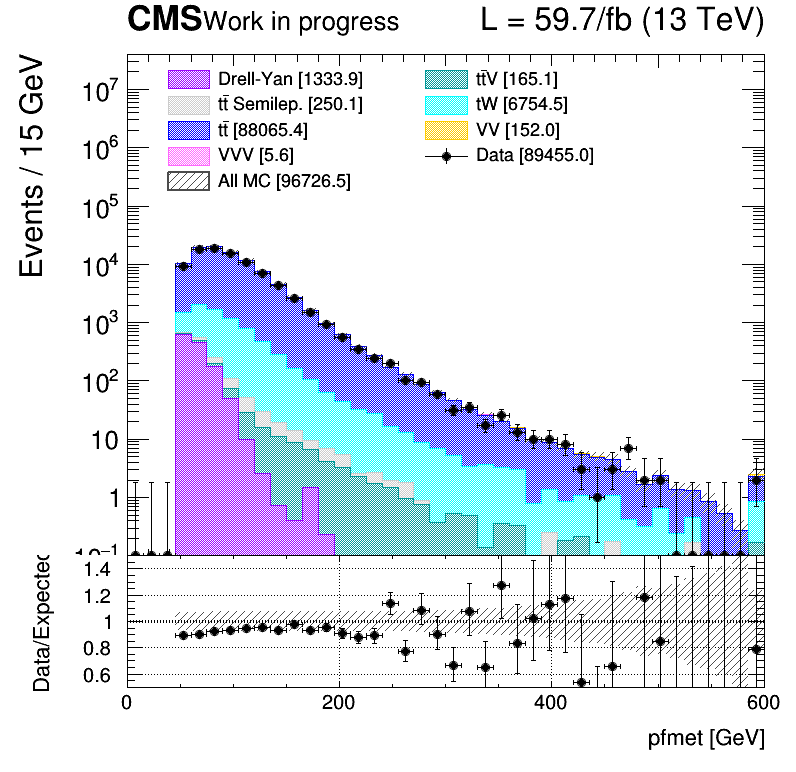 CMS Work in progress L = 59.7/fb (13 TeV)
Events / 15 GeV
Drell-Yan [1333.9] tt̄V [165.1]
tt̄ Semilep. [250.1] tW [6754.5]
tt̄ [88065.4] VV [152.0]
VVV [5.6] Data [89455.0]
All MC [96726.5]
10⁷
10⁶
10⁵
10⁴
10³
10²
10
1
10⁻¹
Data/Expected
1.4
1.2
1
0.8
0.6
0 200 400 600
pfmet [GeV]